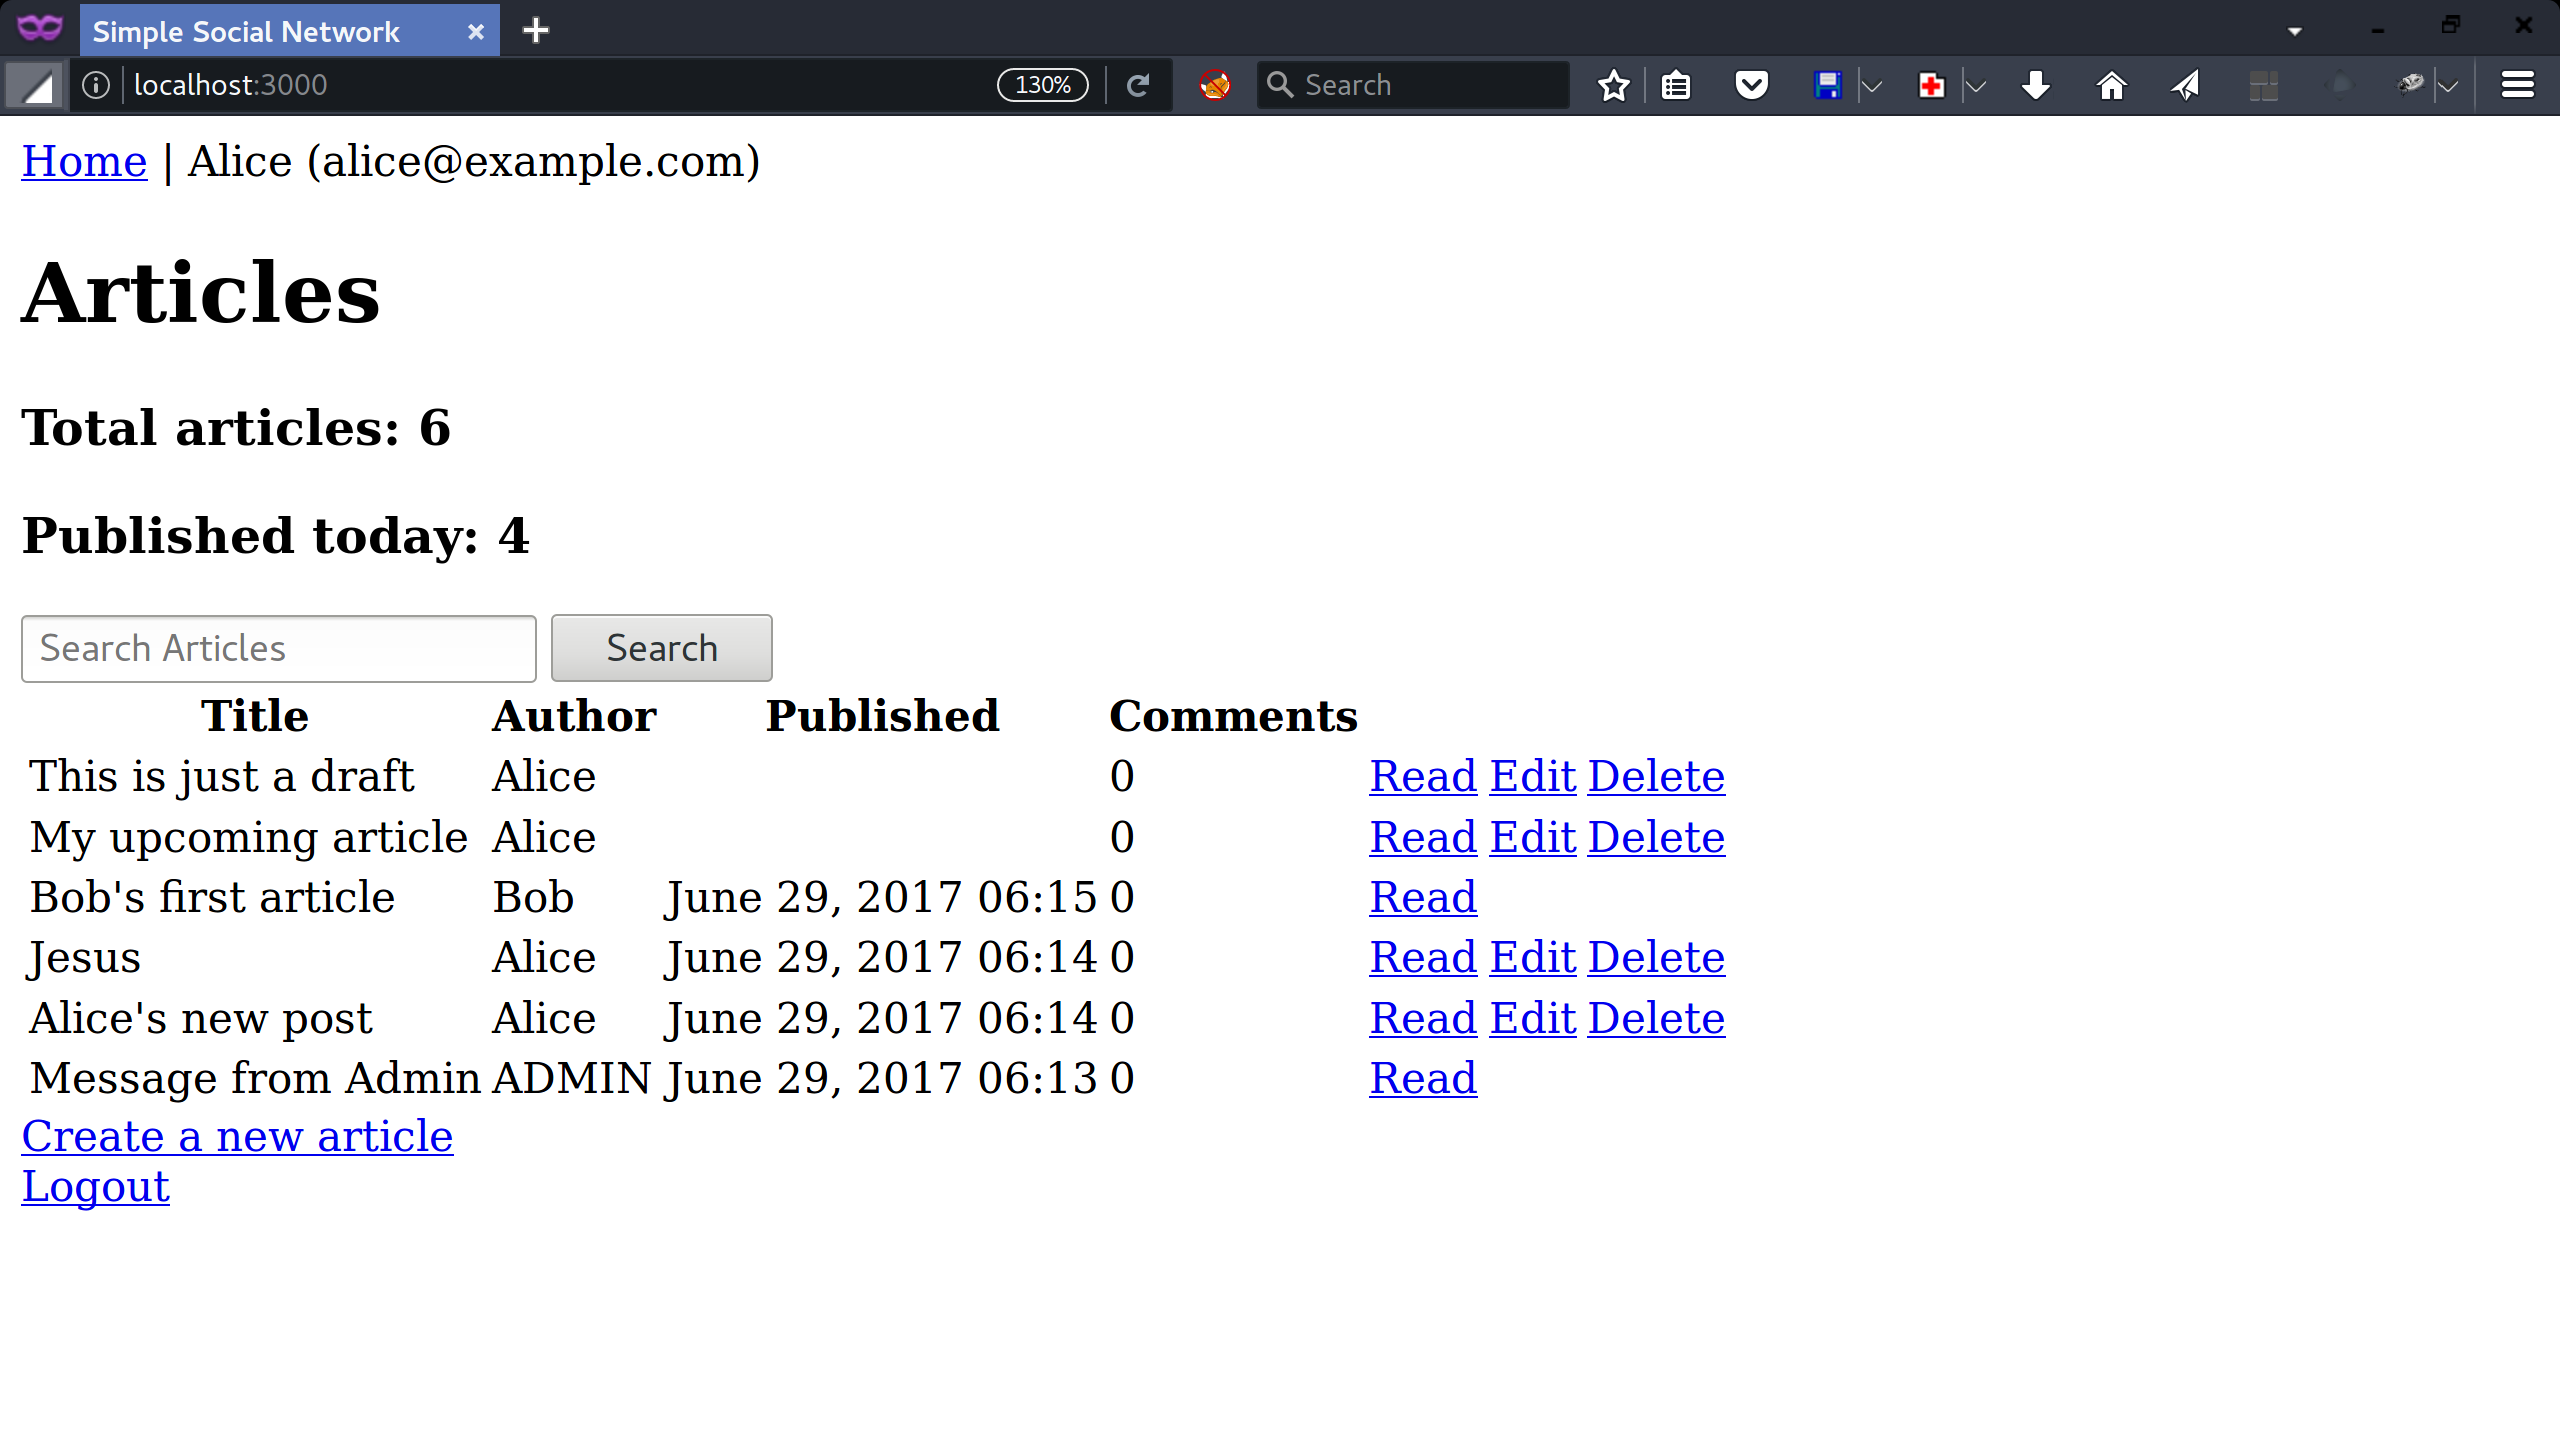 Simple Social Network
localhost:3000 130% Search
Home | Alice (alice@example.com)
Articles
Total articles: 6
Published today: 4
Search Articles Search
Title Author Published Comments
This is just a draft Alice 0 Read Edit Delete
My upcoming article Alice 0 Read Edit Delete
Bob's first article Bob June 29, 2017 06:15 0 Read
Jesus Alice June 29, 2017 06:14 0 Read Edit Delete
Alice's new post Alice June 29, 2017 06:14 0 Read Edit Delete
Message from Admin ADMIN June 29, 2017 06:13 0 Read
Create a new article
Logout